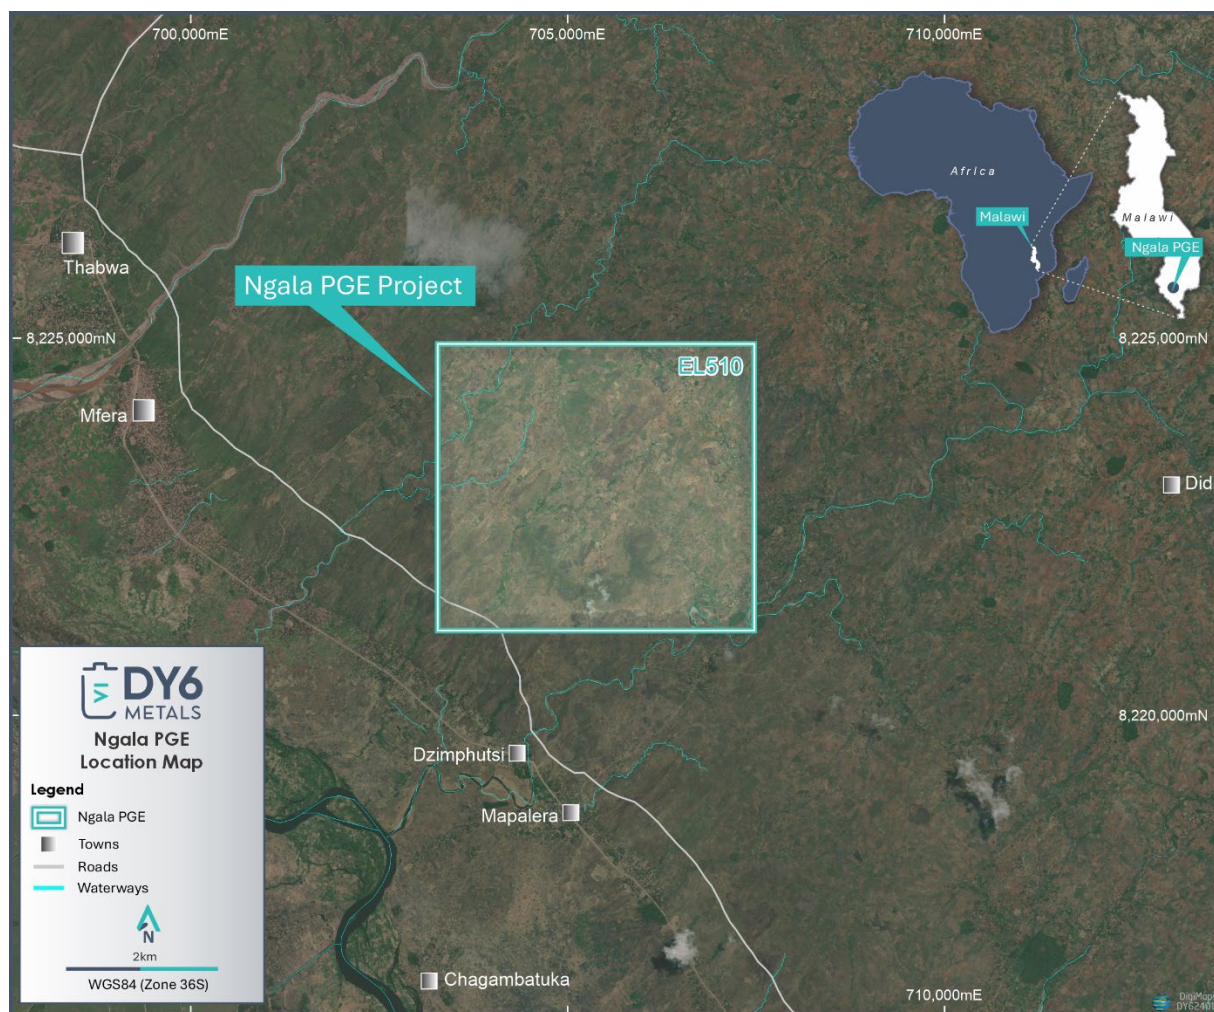 700,000mE
705,000mE
710,000mE
Africa
Malawi
Malawi
Ngala PGE
Thabwa
Ngala PGE Project
8,225,000mN
8,225,000mN
EL510
Mfera
Did
8,220,000mN
DY6
METALS
Ngala PGE
Location Map
Legend
Ngala PGE
Towns
Roads
Waterways
N
2km
WGS84 (Zone 36S)
Dzimphutsi
Mapalera
Chagambatuka
710,000mE
DigiMaps
DY62401